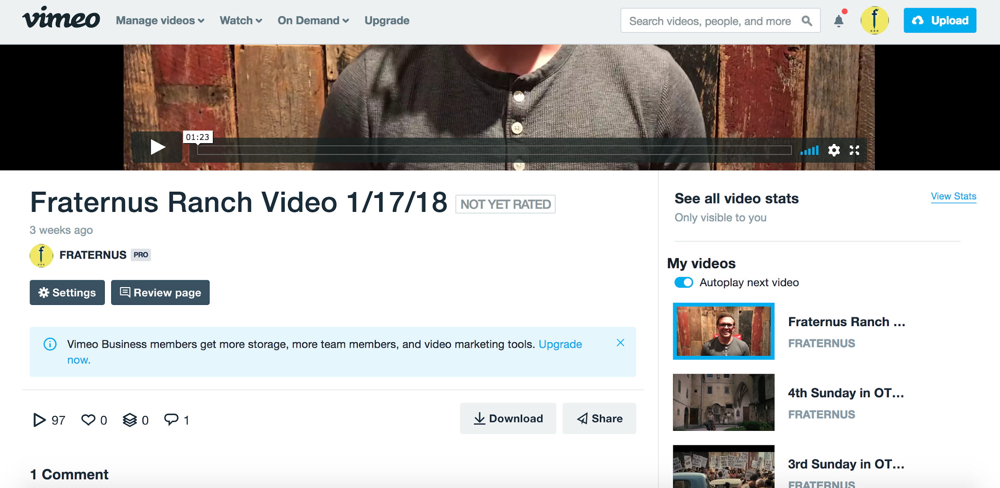 vimeo
Manage videos
Watch
On Demand
Upgrade
Search videos, people, and more
f
Upload
01:23
Fraternus Ranch Video 1/17/18
NOT YET RATED
3 weeks ago
f
FRATERNUS
PRO
Settings
Review page
Vimeo Business members get more storage, more team members, and video marketing tools. Upgrade
now.
97
0
0
1
Download
Share
1 Comment
See all video stats
View Stats
Only visible to you
My videos
Autoplay next video
Fraternus Ranch ...
FRATERNUS
4th Sunday in OT...
FRATERNUS
3rd Sunday in OT...
FRATERNUS